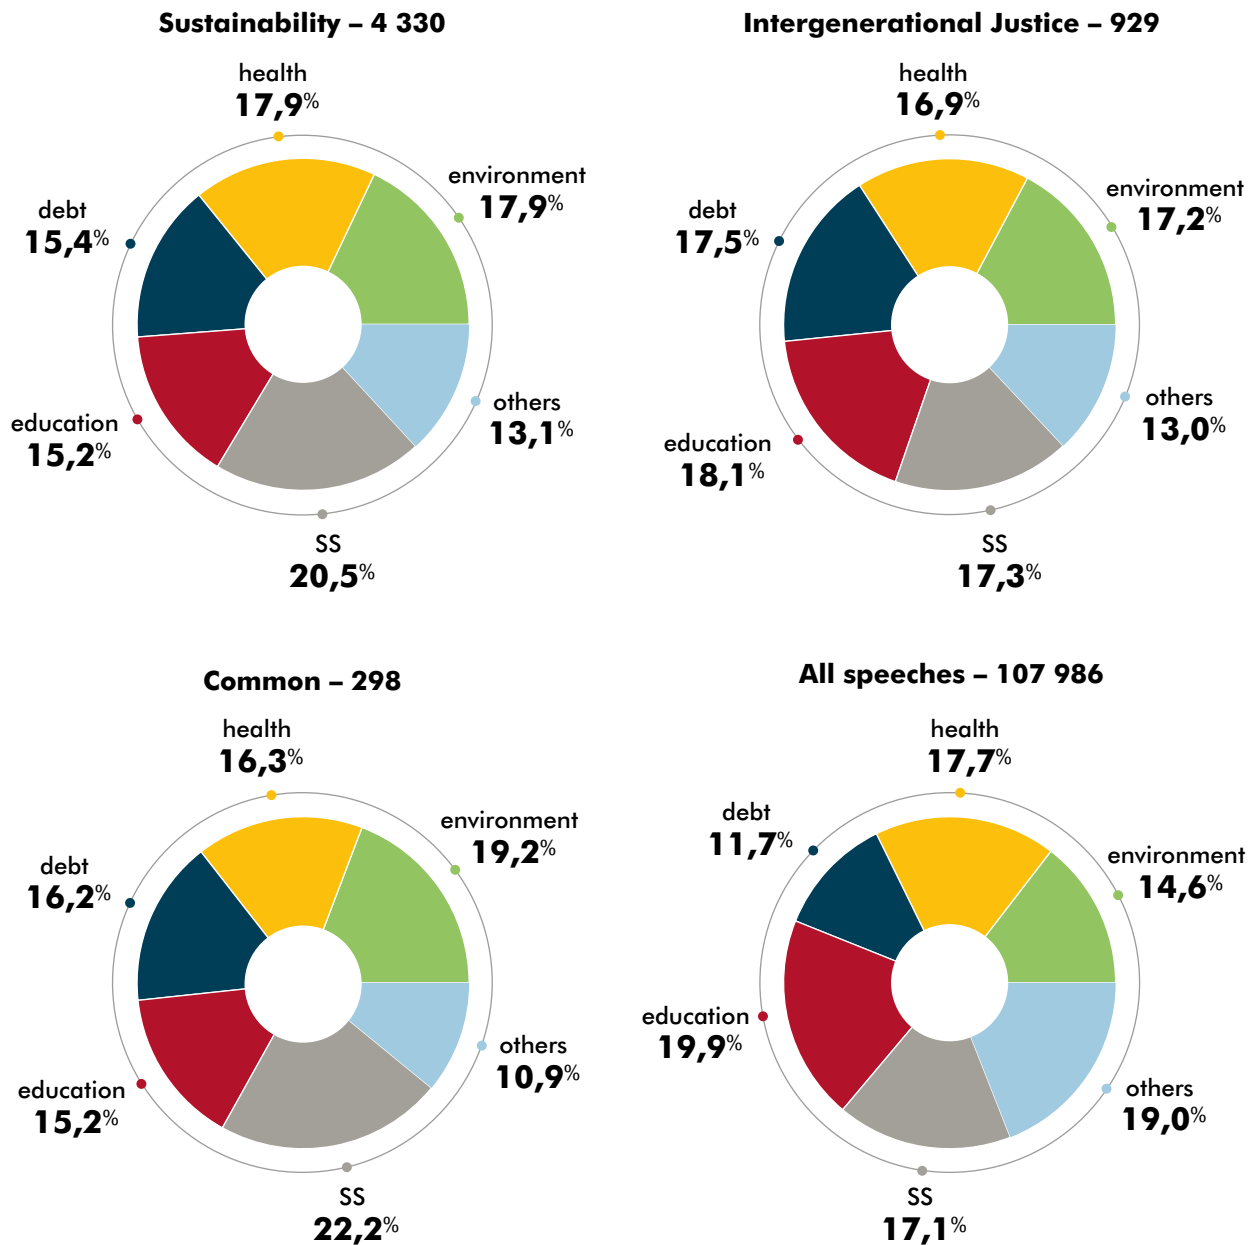 Sustainability – 4 330
health
17,9%
environment
17,9%
debt
15,4%
education
15,2%
others
13,1%
SS
20,5%
Intergenerational Justice – 929
health
16,9%
environment
17,2%
debt
17,5%
others
13,0%
education
18,1%
SS
17,3%
Common – 298
health
16,3%
environment
19,2%
debt
16,2%
others
10,9%
education
15,2%
SS
22,2%
All speeches – 107 986
health
17,7%
debt
11,7%
environment
14,6%
education
19,9%
others
19,0%
SS
17,1%